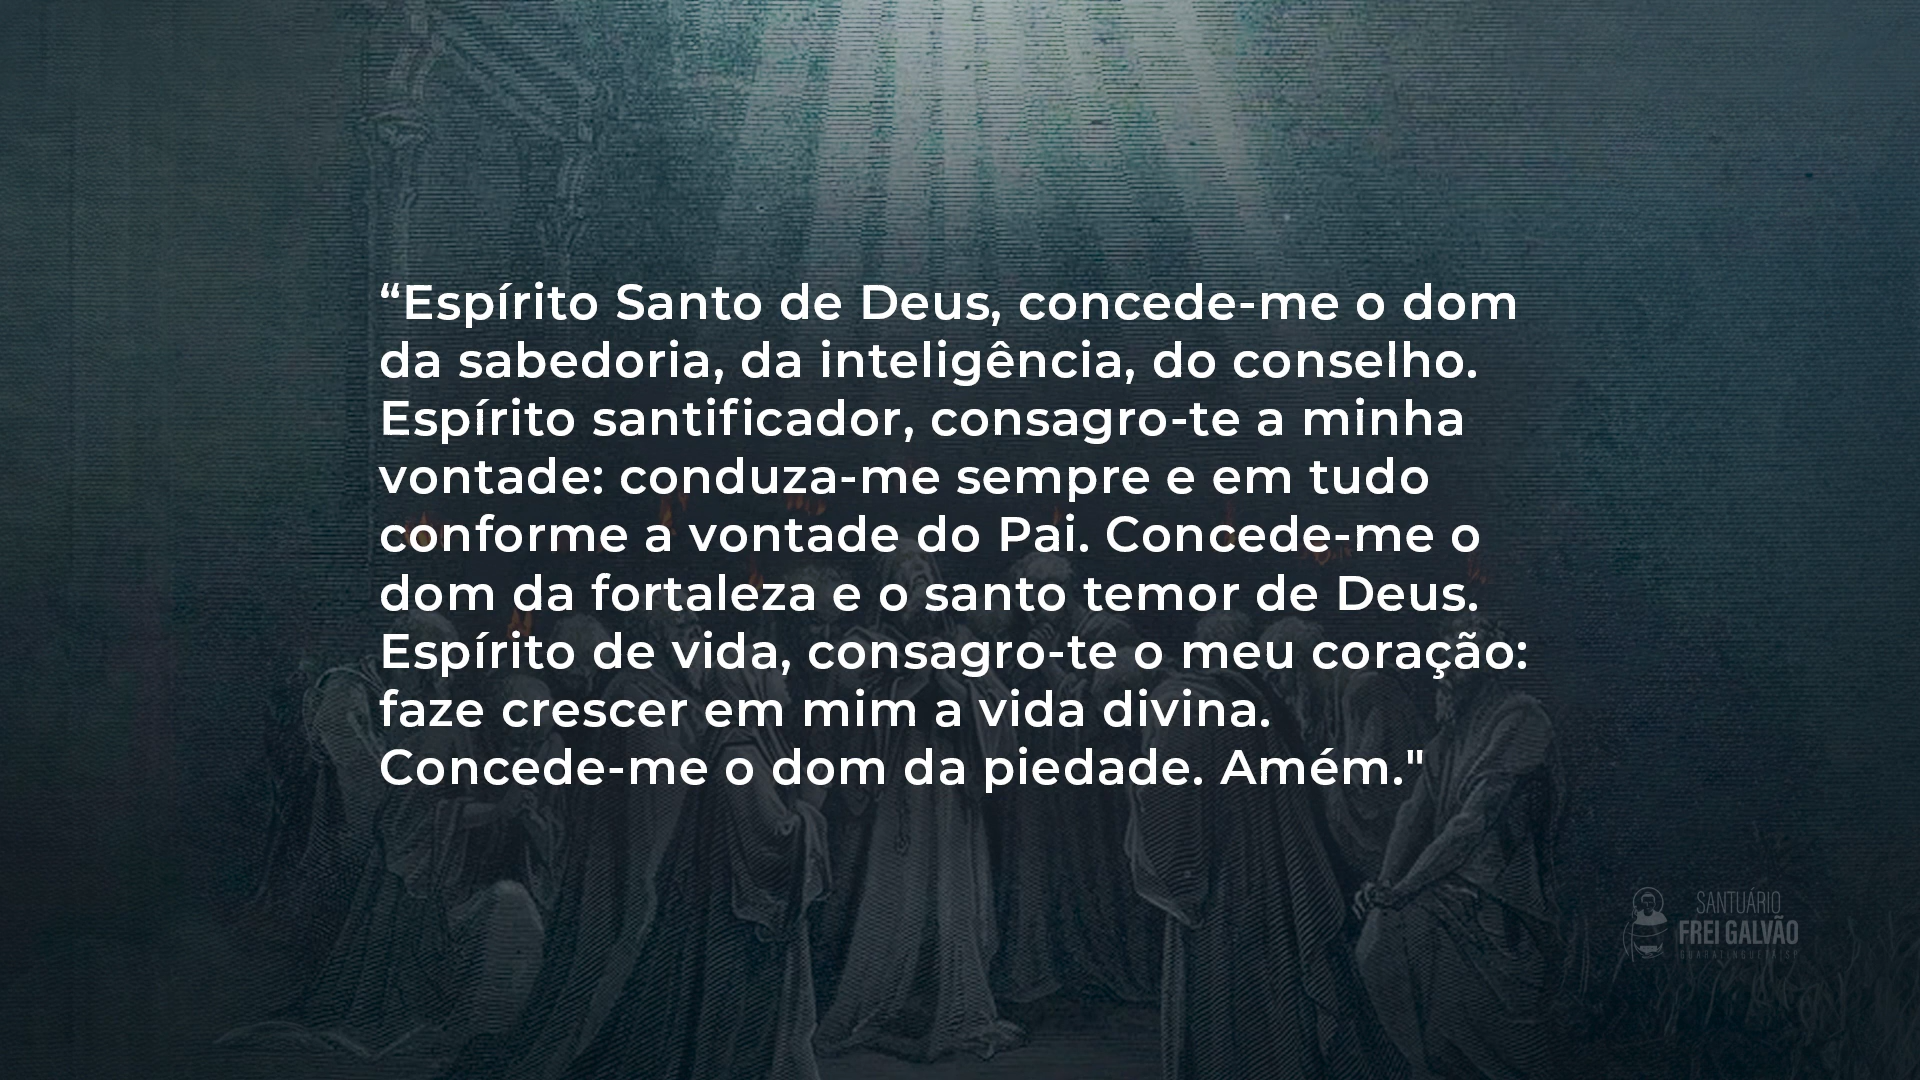 “Espírito Santo de Deus, concede-me o dom
da sabedoria, da inteligência, do conselho.
Espírito santificador, consagro-te a minha
vontade: conduza-me sempre e em tudo
conforme a vontade do Pai. Concede-me o
dom da fortaleza e o santo temor de Deus.
Espírito de vida, consagro-te o meu coração:
faze crescer em mim a vida divina.
Concede-me o dom da piedade. Amém."
SANTUÁRIO
FREI GALVÃO
GUARATINGUETÁ|SP